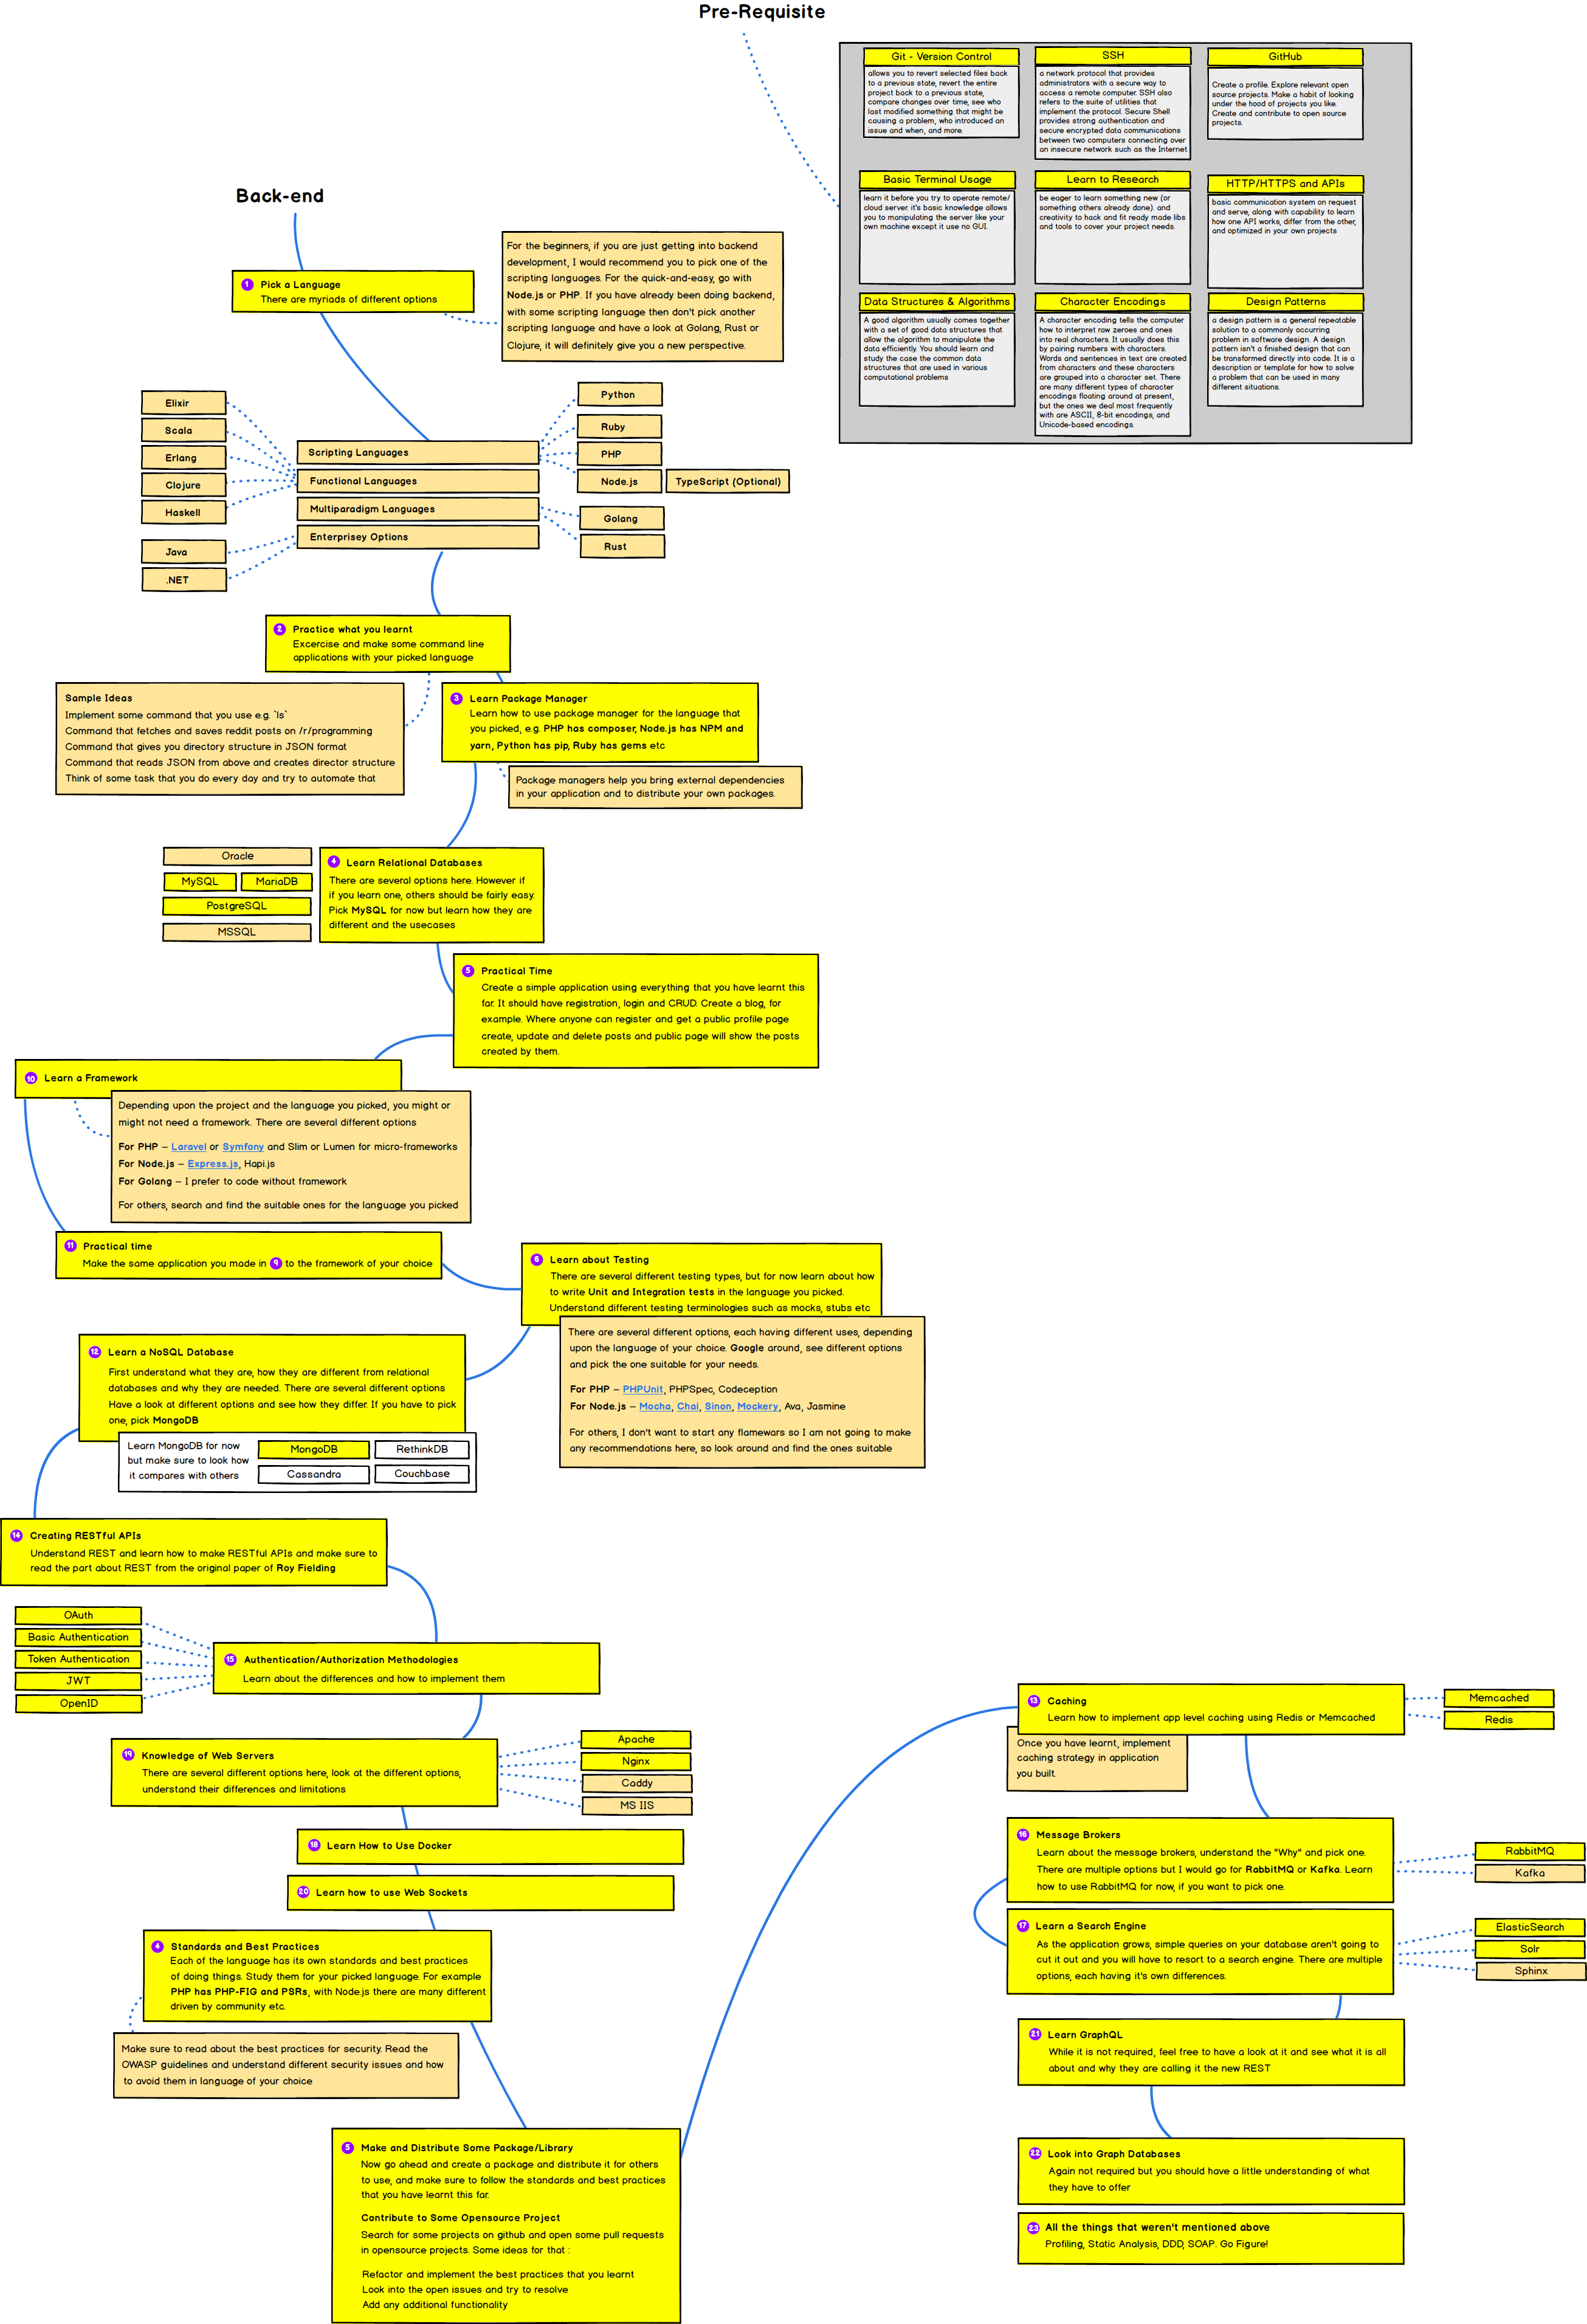 Pre-Requisite
Git - Version Control
allows you to revert selected files back
to a previous state, revert the entire
project back to a previous state,
compare changes over time, see who
last modified something that might be
causing a problem, who introduced an
issue and when, and more.
SSH
a network protocol that provides
administrators with a secure way to
access a remote computer. SSH also
refers to the suite of utilities that
implement the protocol. Secure Shell
provides strong authentication and
secure encrypted data communications
between two computers connecting over
an insecure network such as the Internet
GitHub
Create a profile. Explore relevant open
source projects. Make a habit of looking
under the hood of projects you like.
Create and contribute to open source
projects.
Basic Terminal Usage
learn it before you try to operate remote/
cloud server. it's basic knowledge allows
you to manipulating the server like your
own machine except it use no GUI.
Learn to Research
be eager to learn something new (or
something others already done). and
creativity to hack and fit ready made libs
and tools to cover your project needs.
HTTP/HTTPS and APIs
basic communication system on request
and serve, along with capability to learn
how one API works, differ from the other,
and optimized in your own projects
Data Structures & Algorithms
A good algorithm usually comes together
with a set of good data structures that
allow the algorithm to manipulate the
data efficiently. You should learn and
study the case the common data
structures that are used in various
computational problems
Character Encodings
A character encoding tells the computer
how to interpret raw zeroes and ones
into real characters. It usually does this
by pairing numbers with characters.
Words and sentences in text are created
from characters and these characters
are grouped into a character set. There
are many different types of character
encodings floating around at present,
but the ones we deal most frequently
with are ASCII, 8-bit encodings, and
Unicode-based encodings.
Design Patterns
a design pattern is a general repeatable
solution to a commonly occurring
problem in software design. A design
pattern isn't a finished design that can
be transformed directly into code. It is a
description or template for how to solve
a problem that can be used in many
different situations.
Back-end
1 Pick a Language
There are myriads of different options
For the beginners, if you are just getting into backend
development, I would recommend you to pick one of the
scripting languages. For the quick-and-easy, go with
Node.js or PHP. If you have already been doing backend,
with some scripting language then don't pick another
scripting language and have a look at Golang, Rust or
Clojure, it will definitely give you a new perspective.
Elixir
Scala
Erlang
Clojure
Haskell
Java
.NET
Scripting Languages
Functional Languages
Multiparadigm Languages
Enterprisey Options
Python
Ruby
PHP
Node.js
TypeScript (Optional)
Golang
Rust
2 Practice what you learnt
Excercise and make some command line
applications with your picked language
Sample Ideas
Implement some command that you use e.g. `ls`
Command that fetches and saves reddit posts on /r/programming
Command that gives you directory structure in JSON format
Command that reads JSON from above and creates director structure
Think of some task that you do every day and try to automate that
3 Learn Package Manager
Learn how to use package manager for the language that
you picked, e.g. PHP has composer, Node.js has NPM and
yarn, Python has pip, Ruby has gems etc
Package managers help you bring external dependencies
in your application and to distribute your own packages.
Oracle
MySQL
MariaDB
PostgreSQL
MSSQL
4 Learn Relational Databases
There are several options here. However if
if you learn one, others should be fairly easy.
Pick MySQL for now but learn how they are
different and the usecases
5 Practical Time
Create a simple application using everything that you have learnt this
far. It should have registration, login and CRUD. Create a blog, for
example. Where anyone can register and get a public profile page
create, update and delete posts and public page will show the posts
created by them.
10 Learn a Framework
Depending upon the project and the language you picked, you might or
might not need a framework. There are several different options
For PHP – Laravel or Symfony and Slim or Lumen for micro-frameworks
For Node.js – Express.js, Hapi.js
For Golang – I prefer to code without framework
For others, search and find the suitable ones for the language you picked
11 Practical time
Make the same application you made in 9 to the framework of your choice
6 Learn about Testing
There are several different testing types, but for now learn about how
to write Unit and Integration tests in the language you picked.
Understand different testing terminologies such as mocks, stubs etc
There are several different options, each having different uses, depending
upon the language of your choice. Google around, see different options
and pick the one suitable for your needs.
For PHP – PHPUnit, PHPSpec, Codeception
For Node.js – Mocha, Chai, Sinon, Mockery, Ava, Jasmine
For others, I don't want to start any flamewars so I am not going to make
any recommendations here, so look around and find the ones suitable
12 Learn a NoSQL Database
First understand what they are, how they are different from relational
databases and why they are needed. There are several different options
Have a look at different options and see how they differ. If you have to pick
one, pick MongoDB
Learn MongoDB for now
but make sure to look how
it compares with others
MongoDB
RethinkDB
Cassandra
Couchbase
14 Creating RESTful APIs
Understand REST and learn how to make RESTful APIs and make sure to
read the part about REST from the original paper of Roy Fielding
OAuth
Basic Authentication
Token Authentication
JWT
OpenID
15 Authentication/Authorization Methodologies
Learn about the differences and how to implement them
19 Knowledge of Web Servers
There are several different options here, look at the different options,
understand their differences and limitations
Apache
Nginx
Caddy
MS IIS
18 Learn How to Use Docker
20 Learn how to use Web Sockets
4 Standards and Best Practices
Each of the language has its own standards and best practices
of doing things. Study them for your picked language. For example
PHP has PHP-FIG and PSRs, with Node.js there are many different
driven by community etc.
Make sure to read about the best practices for security. Read the
OWASP guidelines and understand different security issues and how
to avoid them in language of your choice
5 Make and Distribute Some Package/Library
Now go ahead and create a package and distribute it for others
to use, and make sure to follow the standards and best practices
that you have learnt this far.
Contribute to Some Opensource Project
Search for some projects on github and open some pull requests
in opensource projects. Some ideas for that :
Refactor and implement the best practices that you learnt
Look into the open issues and try to resolve
Add any additional functionality
13 Caching
Learn how to implement app level caching using Redis or Memcached
Memcached
Redis
Once you have learnt, implement
caching strategy in application
you built.
16 Message Brokers
Learn about the message brokers, understand the "Why" and pick one.
There are multiple options but I would go for RabbitMQ or Kafka. Learn
how to use RabbitMQ for now, if you want to pick one.
RabbitMQ
Kafka
17 Learn a Search Engine
As the application grows, simple queries on your database aren't going to
cut it out and you will have to resort to a search engine. There are multiple
options, each having it's own differences.
ElasticSearch
Solr
Sphinx
21 Learn GraphQL
While it is not required, feel free to have a look at it and see what it is all
about and why they are calling it the new REST
22 Look into Graph Databases
Again not required but you should have a little understanding of what
they have to offer
23 All the things that weren't mentioned above
Profiling, Static Analysis, DDD, SOAP. Go Figure!